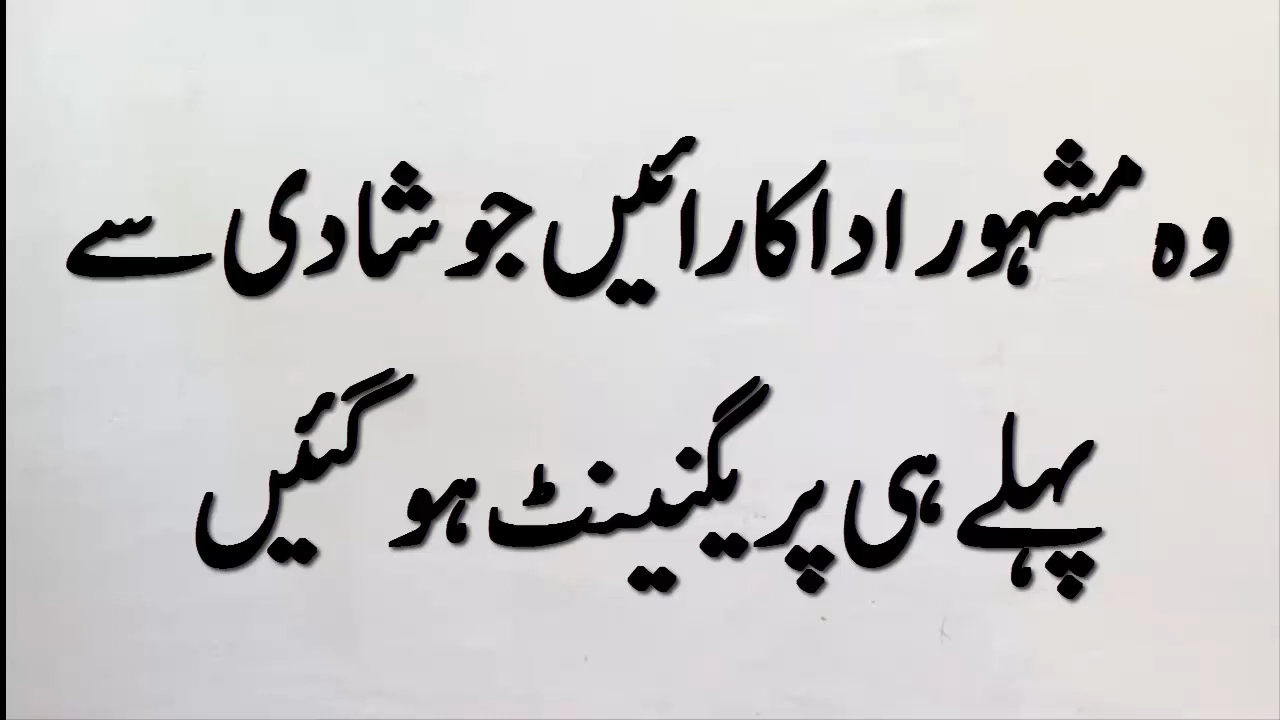 وہ مشہور اداکارائیں جو شادی سے
پہلے ہی پریگنینٹ ہو گئیں